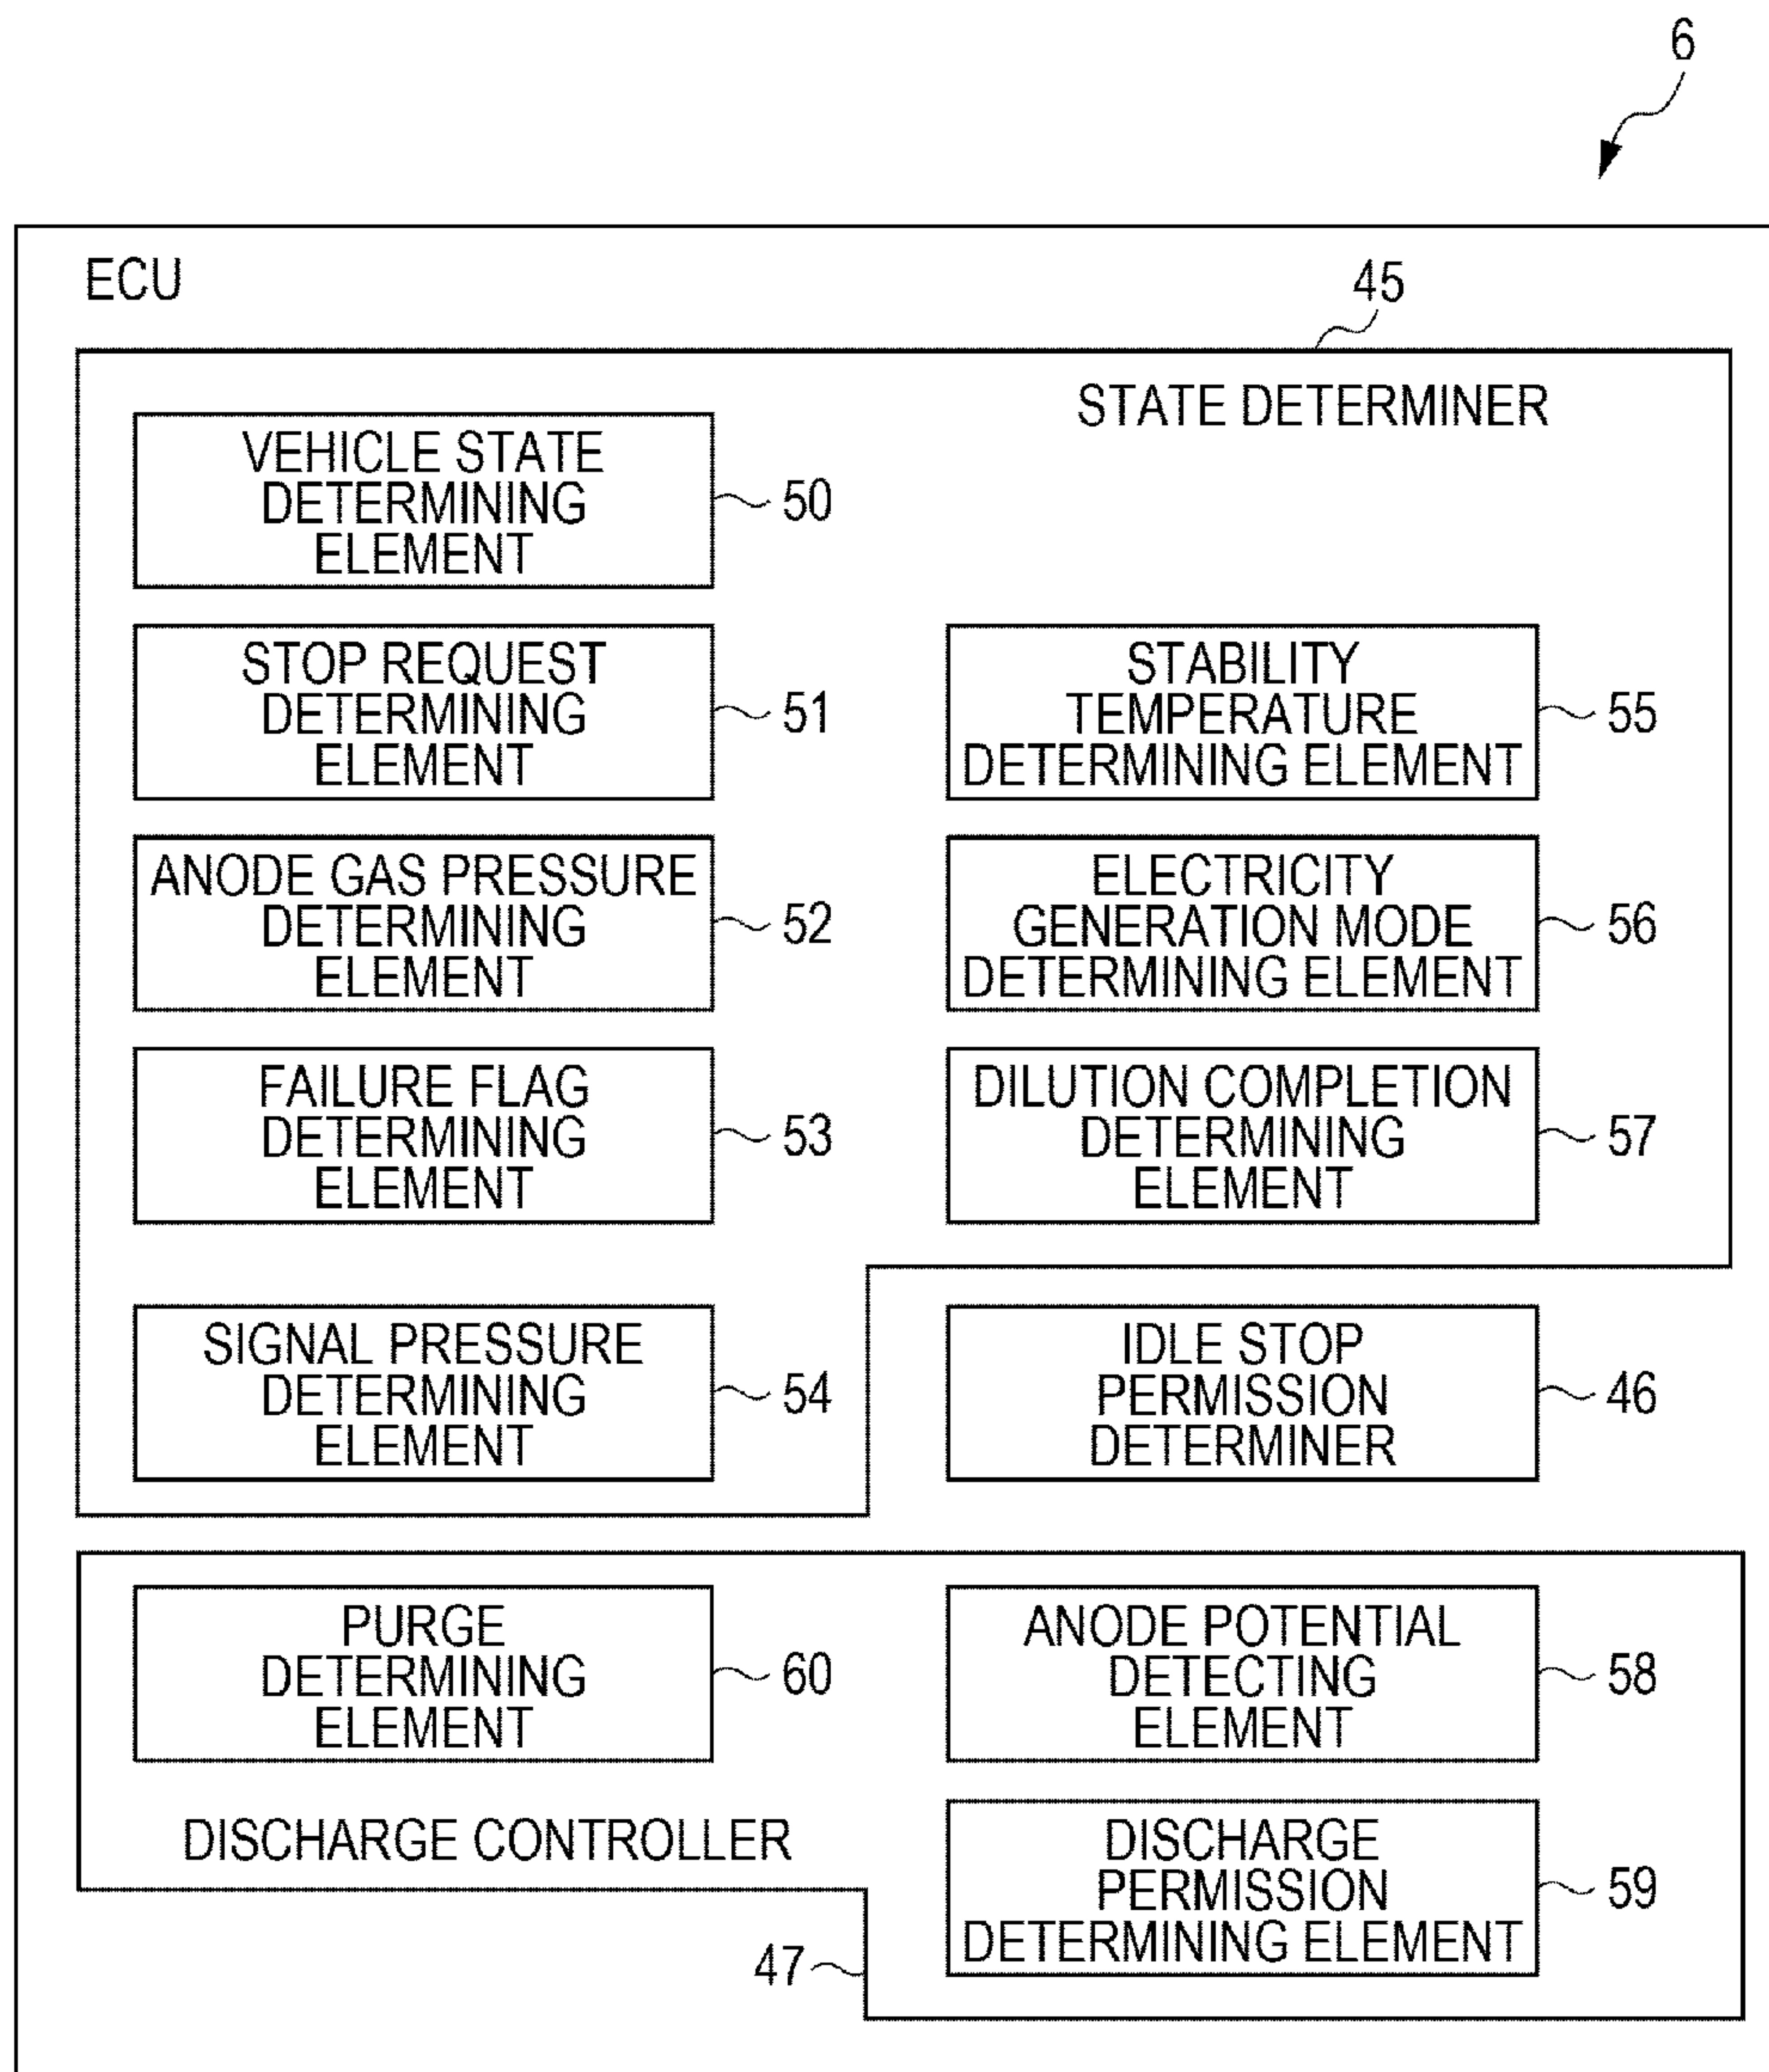 6
ECU
45
STATE DETERMINER
VEHICLE STATE
DETERMINING
ELEMENT
50
STOP REQUEST
DETERMINING
ELEMENT
51
STABILITY
TEMPERATURE
DETERMINING ELEMENT
55
ANODE GAS PRESSURE
DETERMINING
ELEMENT
52
ELECTRICITY
GENERATION MODE
DETERMINING ELEMENT
56
FAILURE FLAG
DETERMINING
ELEMENT
53
DILUTION COMPLETION
DETERMINING
ELEMENT
57
SIGNAL PRESSURE
DETERMINING
ELEMENT
54
IDLE STOP
PERMISSION
DETERMINER
46
PURGE
DETERMINING
ELEMENT
60
ANODE POTENTIAL
DETECTING
ELEMENT
58
DISCHARGE CONTROLLER
DISCHARGE
PERMISSION
DETERMINING ELEMENT
59
47